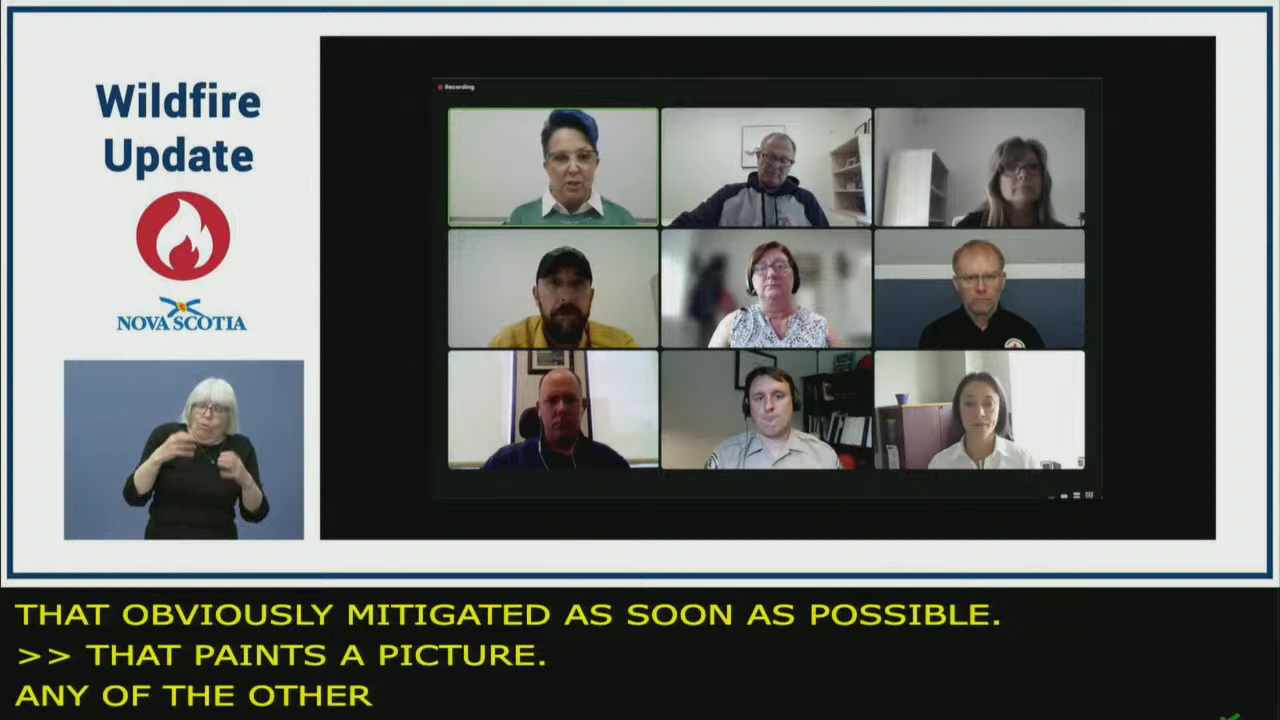 Wildfire
Update
NOVA SCOTIA
Recording
THAT OBVIOUSLY MITIGATED AS SOON AS POSSIBLE.
>> THAT PAINTS A PICTURE.
ANY OF THE OTHER